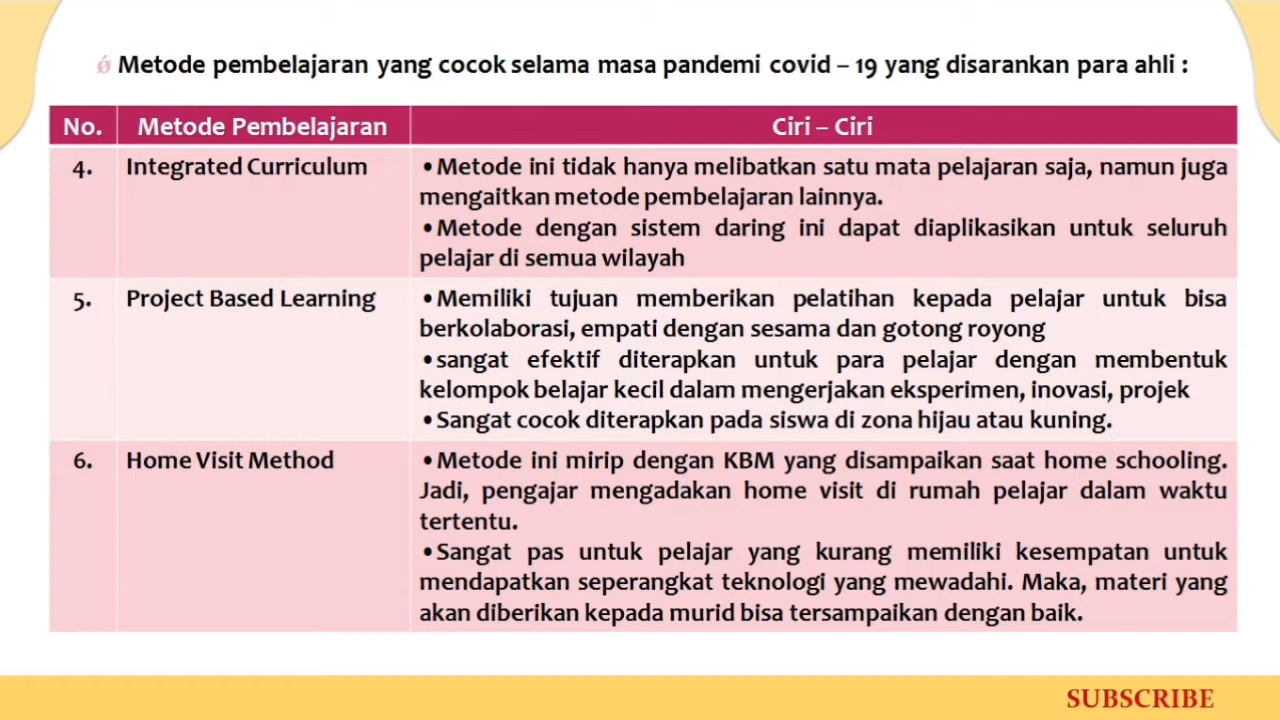 ǿ Metode pembelajaran yang cocok selama masa pandemi covid – 19 yang disarankan para ahli :
No. Metode Pembelajaran Ciri – Ciri
4. Integrated Curriculum •Metode ini tidak hanya melibatkan satu mata pelajaran saja, namun juga
mengaitkan metode pembelajaran lainnya.
•Metode dengan sistem daring ini dapat diaplikasikan untuk seluruh
pelajar di semua wilayah
5. Project Based Learning •Memiliki tujuan memberikan pelatihan kepada pelajar untuk bisa
berkolaborasi, empati dengan sesama dan gotong royong
•sangat efektif diterapkan untuk para pelajar dengan membentuk
kelompok belajar kecil dalam mengerjakan eksperimen, inovasi, projek
•Sangat cocok diterapkan pada siswa di zona hijau atau kuning.
6. Home Visit Method •Metode ini mirip dengan KBM yang disampaikan saat home schooling.
Jadi, pengajar mengadakan home visit di rumah pelajar dalam waktu
tertentu.
•Sangat pas untuk pelajar yang kurang memiliki kesempatan untuk
mendapatkan seperangkat teknologi yang mewadahi. Maka, materi yang
akan diberikan kepada murid bisa tersampaikan dengan baik.
SUBSCRIBE